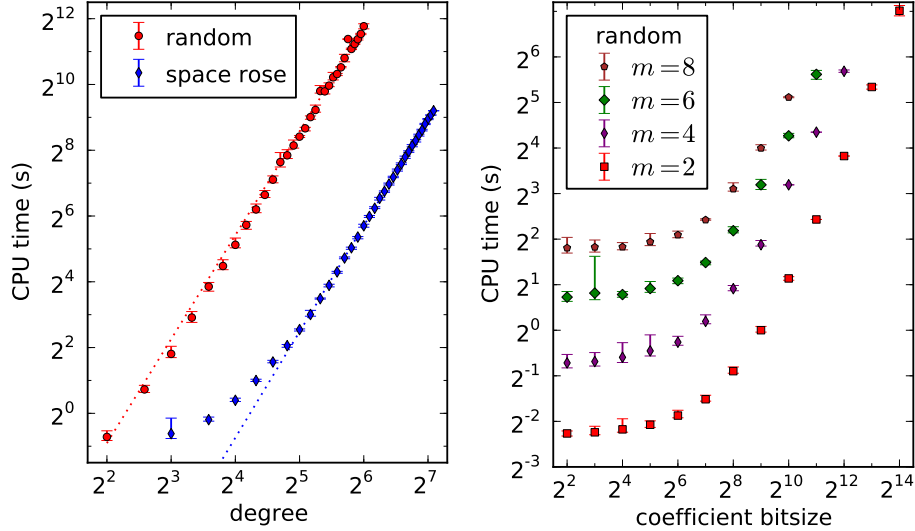 2^12
2^10
2^8
2^6
2^4
2^2
2^0
CPU time (s)
random
space rose
2^2
2^3
2^4
2^5
2^6
2^7
degree
2^6
2^5
2^4
2^3
2^2
2^1
2^0
2^-1
2^-2
2^-3
CPU time (s)
random
m=8
m=6
m=4
m=2
2^2
2^4
2^6
2^8
2^10
2^12
2^14
coefficient bitsize